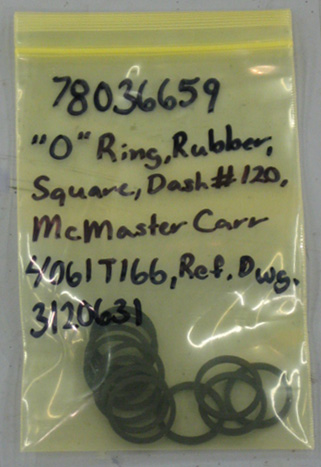 78036659
"O" Ring, Rubber,
Square, Dash # 120,
McMaster Carr
4061T166, Ref. Dwg.
3120631